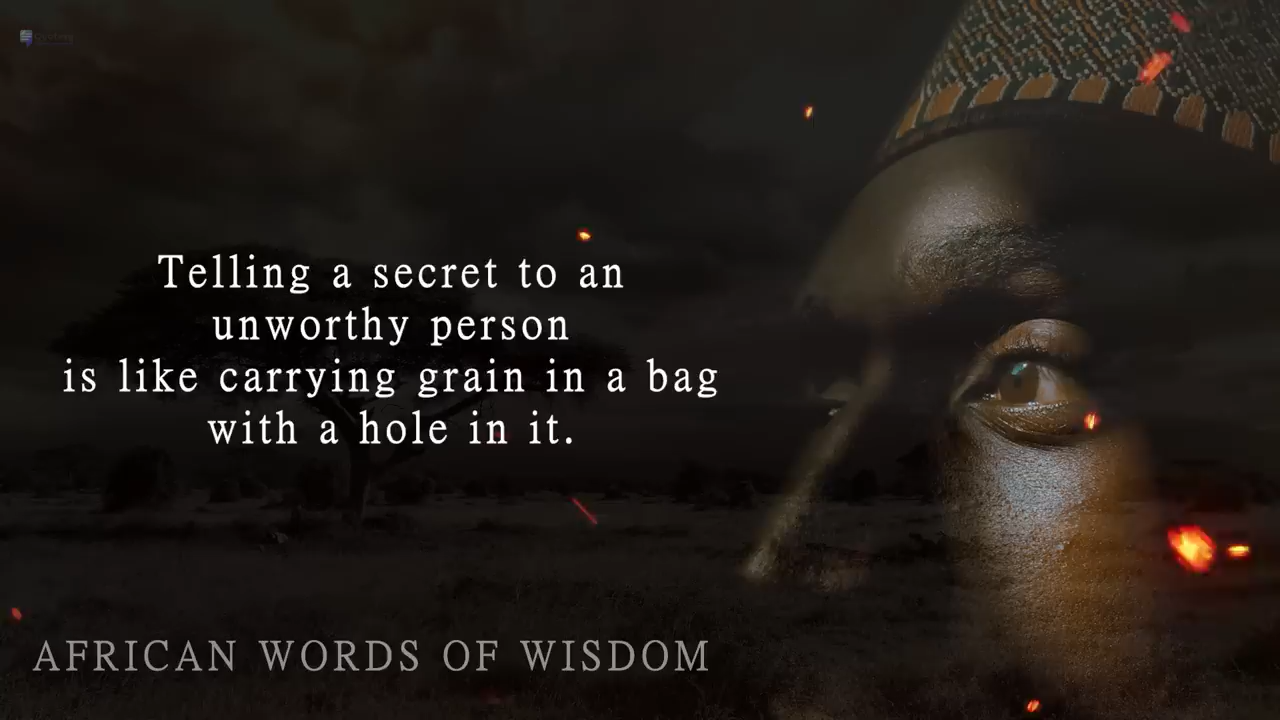 Telling a secret to an
unworthy person
is like carrying grain in a bag
with a hole in it.
AFRICAN WORDS OF WISDOM